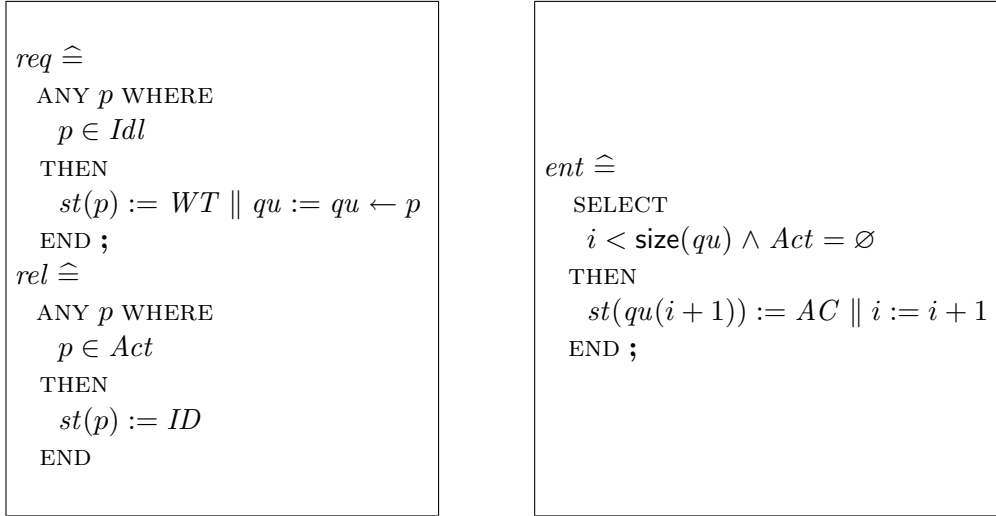 req ≙
ANY p WHERE
p ∈ Idl
THEN
st(p) := WT ∥ qu := qu ← p
END ;
rel ≙
ANY p WHERE
p ∈ Act
THEN
st(p) := ID
END
ent ≙
SELECT
i < size(qu) ∧ Act = ∅
THEN
st(qu(i + 1)) := AC ∥ i := i + 1
END ;